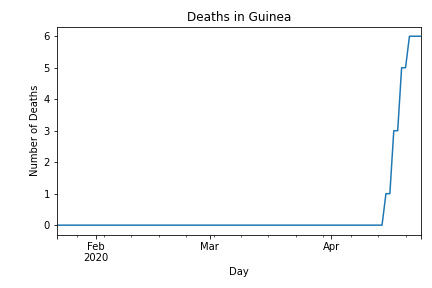 Deaths in Guinea
6
5
4
3
2
1
0
Number of Deaths
Feb
2020
Mar
Apr
Day